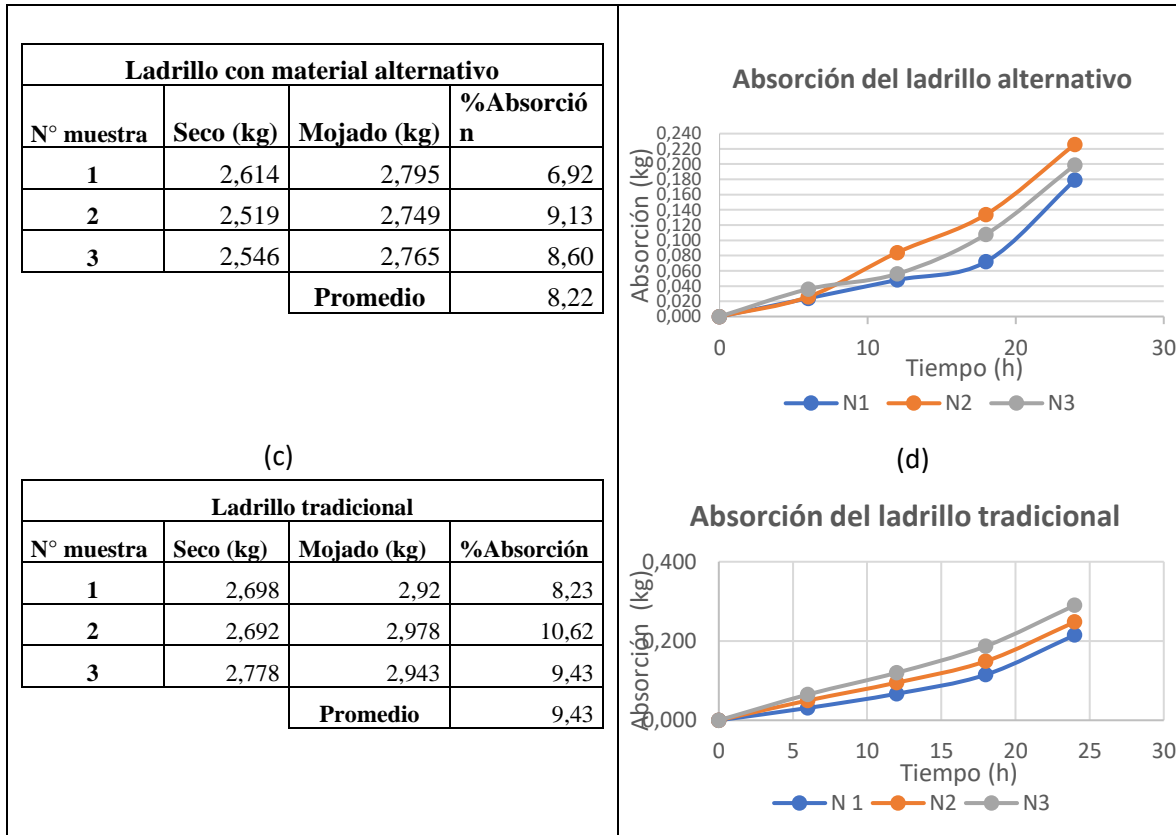 Ladrillo con material alternativo
N° muestra Seco (kg) Mojado (kg) %Absorció
n
1 2,614 2,795 6,92
2 2,519 2,749 9,13
3 2,546 2,765 8,60
Promedio 8,22
Absorción del ladrillo alternativo
Absorción (kg)
0,240
0,220
0,200
0,180
0,160
0,140
0,120
0,100
0,080
0,060
0,040
0,020
0,000
0 10 20 30
Tiempo (h)
N1 N2 N3
(c)
(d)
Ladrillo tradicional
N° muestra Seco (kg) Mojado (kg) %Absorción
1 2,698 2,92 8,23
2 2,692 2,978 10,62
3 2,778 2,943 9,43
Promedio 9,43
Absorción del ladrillo tradicional
Absorción (kg)
0,400
0,200
0,000
0 5 10 15 20 25 30
Tiempo (h)
N 1 N2 N3